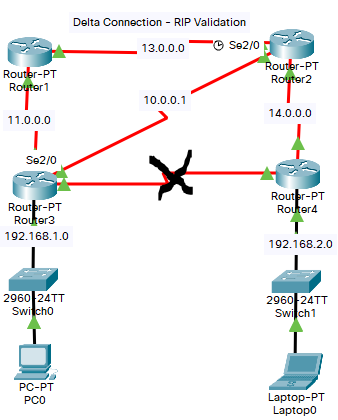 Delta Connection - RIP Validation
13.0.0.0
Se2/0
Router-PT
Router1
Router-PT
Router2
10.0.0.1
11.0.0.0
14.0.0.0
Se2/0
Router-PT
Router3
Router-PT
Router4
192.168.1.0
192.168.2.0
2960-24TT
Switch0
2960-24TT
Switch1
PC-PT
PC0
Laptop-PT
Laptop0